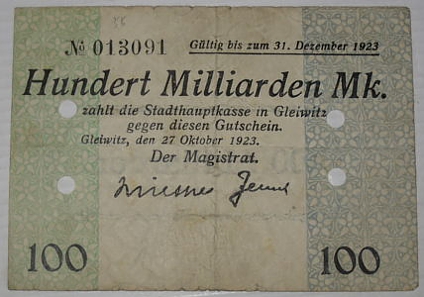 № 013091 Gültig bis zum 31. Dezember 1923
Hundert Milliarden Mk.
zahlt die Stadthauptkasse in Gleiwitz
gegen diesen Gutschein.
Gleiwitz, den 27 Oktober 1923.
Der Magistrat.
100 100